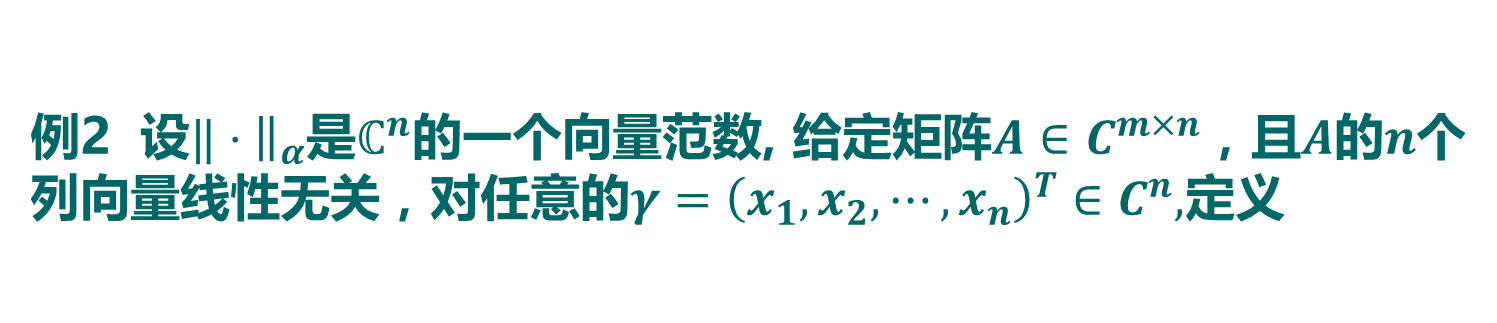 例2 设‖·‖α是ℂⁿ的一个向量范数, 给定矩阵A ∈ Cᵐˣⁿ，且A的n个
列向量线性无关，对任意的γ = (x₁, x₂, ⋯ , xₙ)ᵀ ∈ Cⁿ,定义